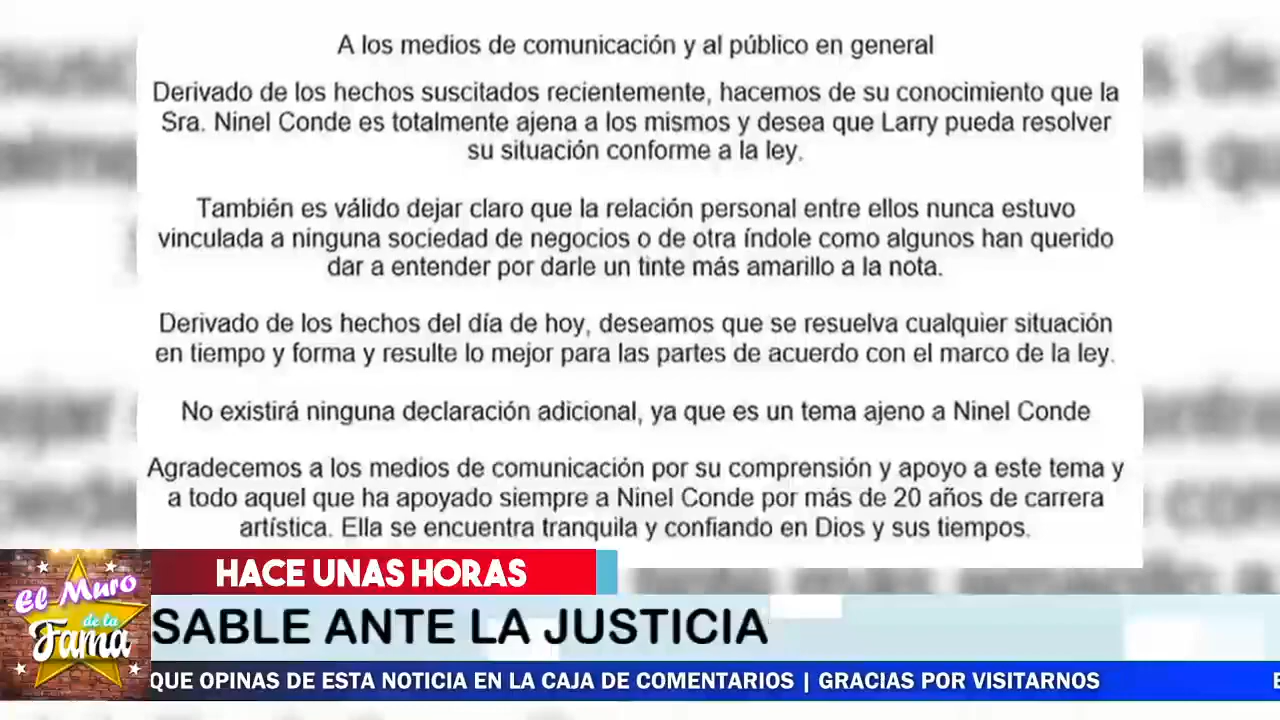 A los medios de comunicación y al público en general
Derivado de los hechos suscitados recientemente, hacemos de su conocimiento que la
Sra. Ninel Conde es totalmente ajena a los mismos y desea que Larry pueda resolver
su situación conforme a la ley.
También es válido dejar claro que la relación personal entre ellos nunca estuvo
vinculada a ninguna sociedad de negocios o de otra índole como algunos han querido
dar a entender por darle un tinte más amarillo a la nota.
Derivado de los hechos del día de hoy, deseamos que se resuelva cualquier situación
en tiempo y forma y resulte lo mejor para las partes de acuerdo con el marco de la ley.
No existirá ninguna declaración adicional, ya que es un tema ajeno a Ninel Conde
Agradecemos a los medios de comunicación por su comprensión y apoyo a este tema y
a todo aquel que ha apoyado siempre a Ninel Conde por más de 20 años de carrera
artística. Ella se encuentra tranquila y confiando en Dios y sus tiempos.
HACE UNAS HORAS
El Muro
de la
Fama
SABLE ANTE LA JUSTICIA
QUE OPINAS DE ESTA NOTICIA EN LA CAJA DE COMENTARIOS | GRACIAS POR VISITARNOS